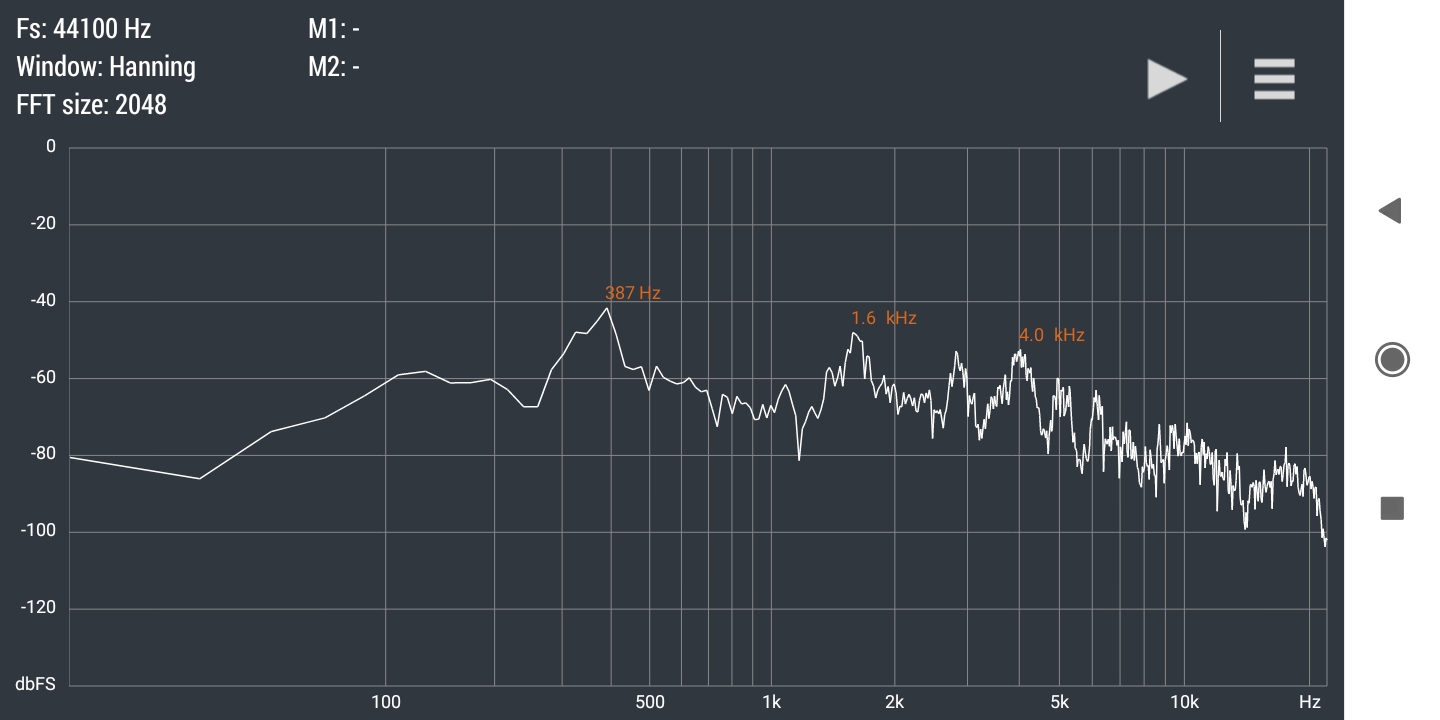 Fs: 44100 Hz
M1: -
Window: Hanning
M2: -
FFT size: 2048
0
-20
-40
-60
-80
-100
-120
dbFS
387 Hz
1.6 kHz
4.0 kHz
100
500
1k
2k
5k
10k
Hz